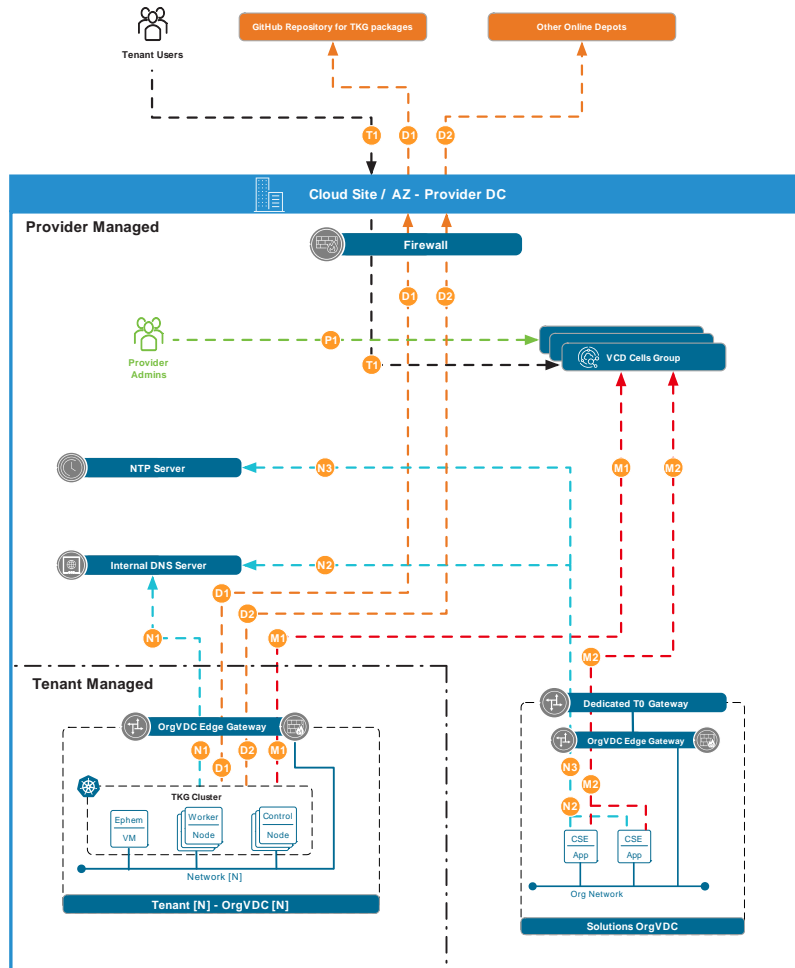 GitHub Repository for TKG packages
Other Online Depots
Tenant Users
T1
D1
D2
Cloud Site / AZ - Provider DC
Provider Managed
Firewall
D1
D2
P1
VCD Cells Group
Provider
Admins
T1
NTP Server
N3
M1
M2
Internal DNS Server
N2
D1
D2
N1
M1
M2
Tenant Managed
Dedicated T0 Gateway
OrgVDC Edge Gateway
OrgVDC Edge Gateway
N1
D1
D2
M1
N3
M2
N2
TKG Cluster
Ephem
VM
Worker
Node
Control
Node
CSE
App
CSE
App
Network [N]
Org Network
Tenant [N] - OrgVDC [N]
Solutions OrgVDC